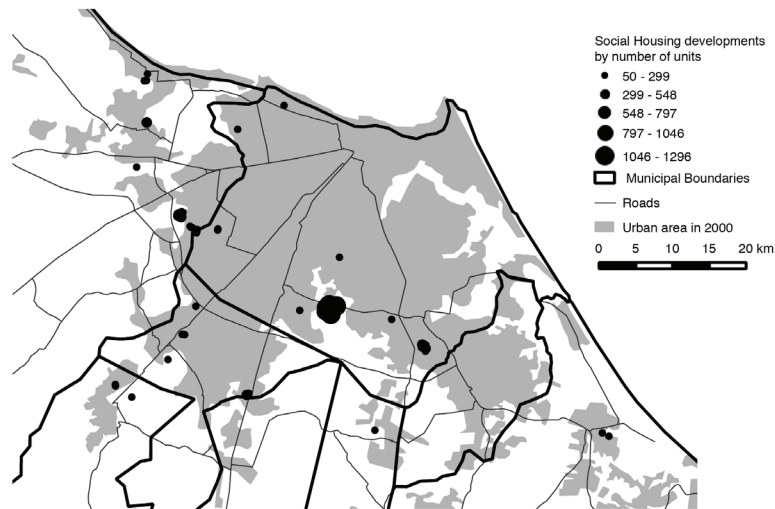 Social Housing developments
by number of units
50 - 299
299 - 548
548 - 797
797 - 1046
1046 - 1296
Municipal Boundaries
Roads
Urban area in 2000
0 5 10 15 20 km